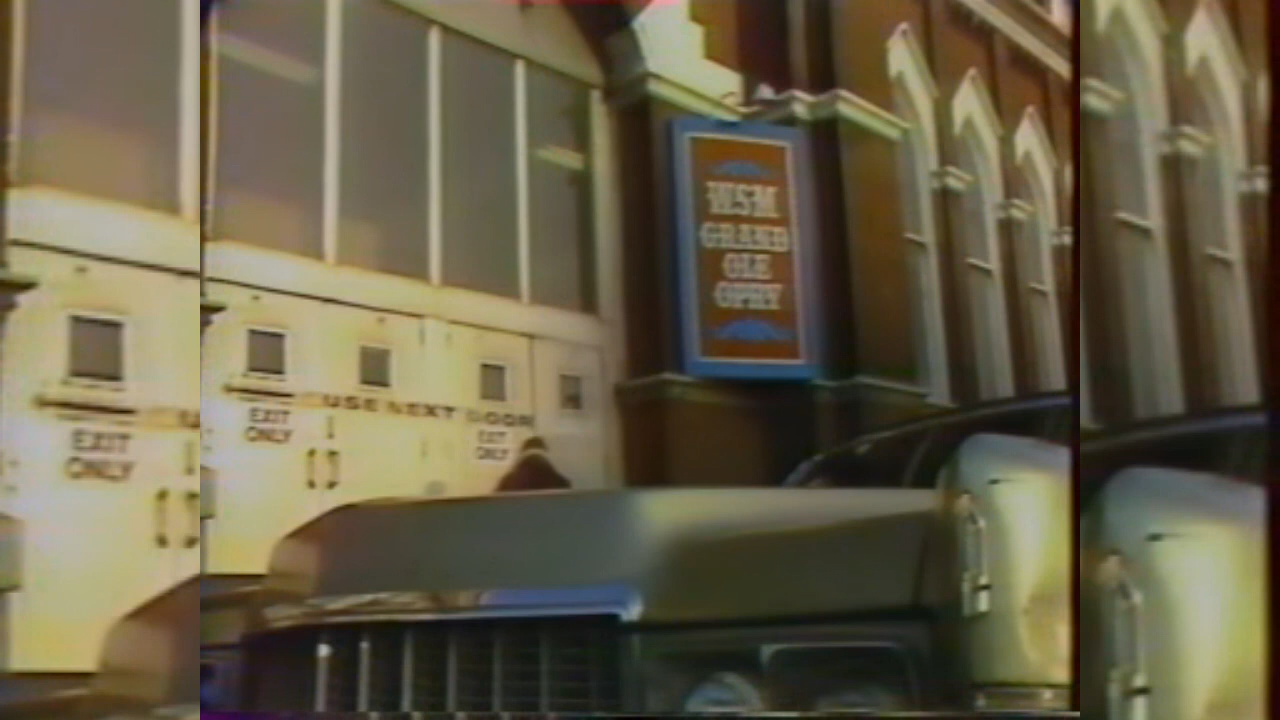 WSM
GRAND
OLE
OPRY
USE NEXT DOOR
EXIT
ONLY
EXIT
ONLY
EXIT
ONLY